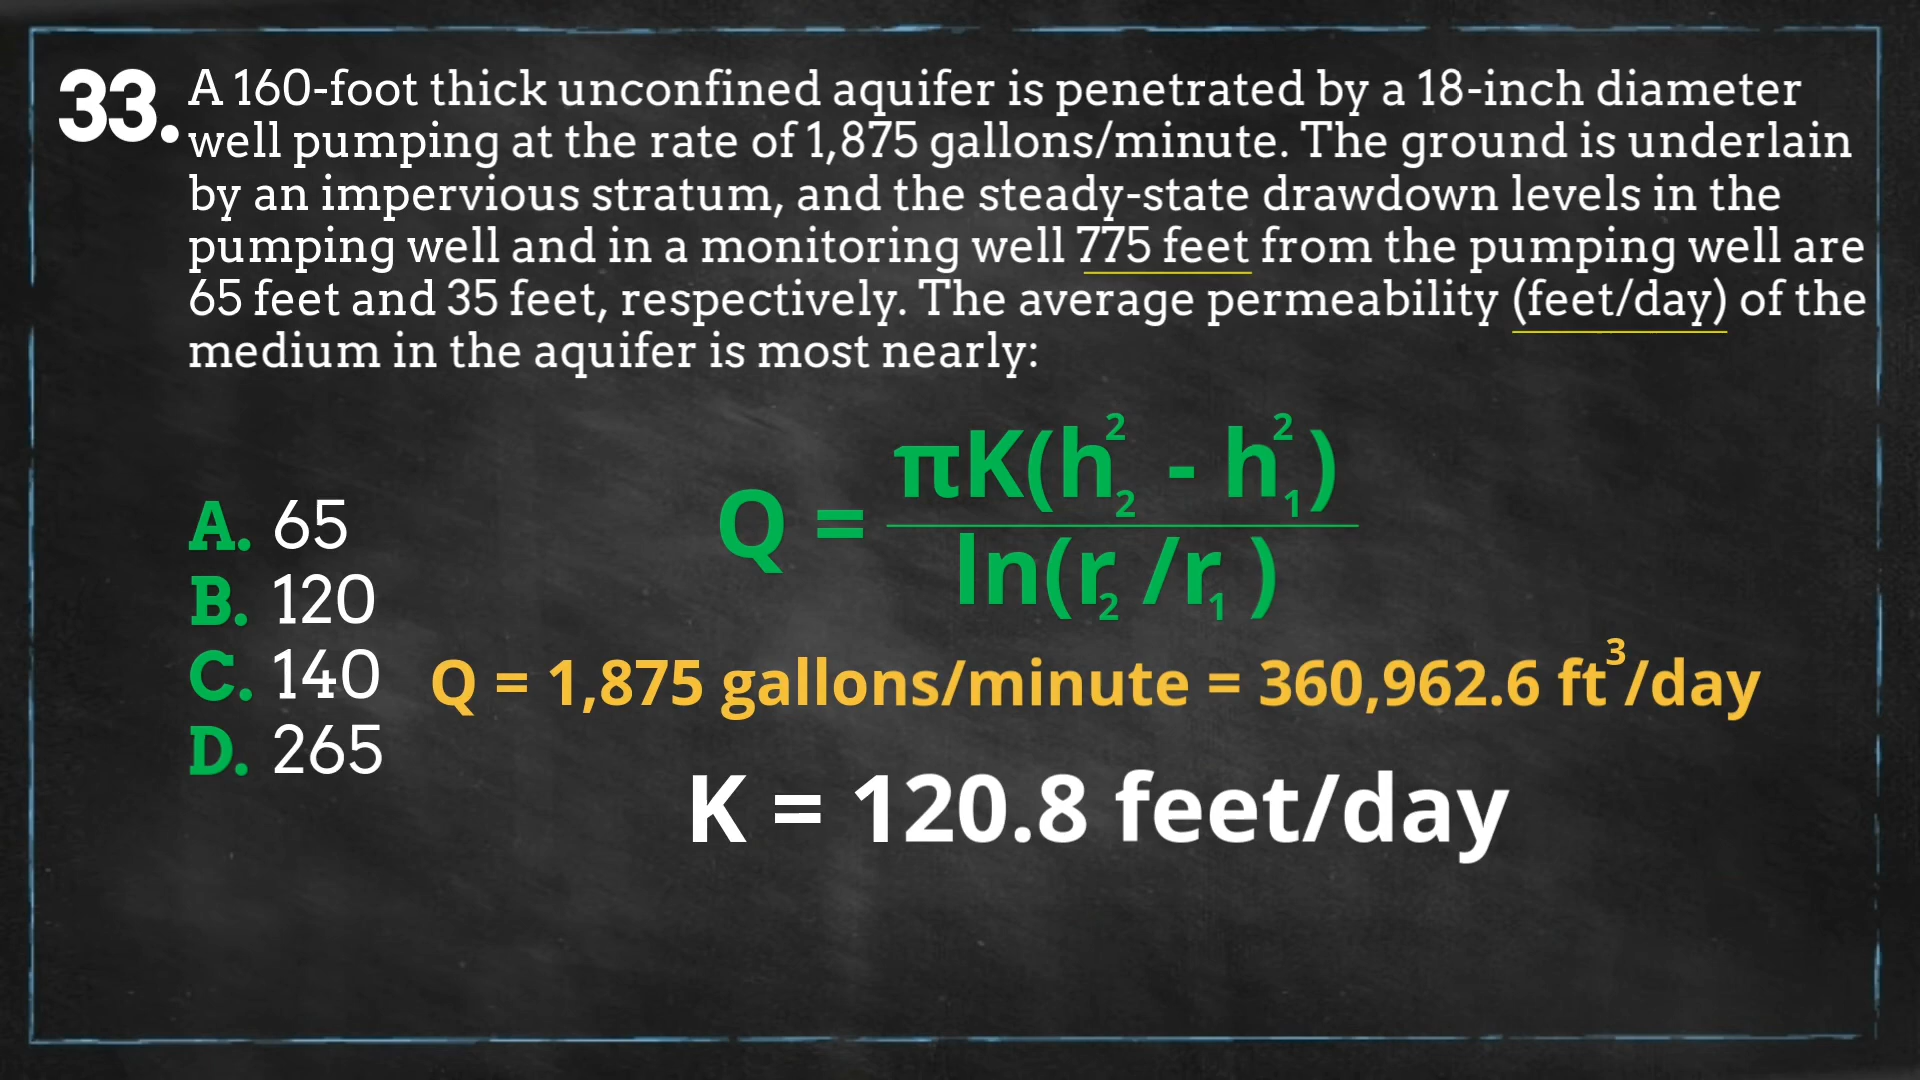 33. A 160-foot thick unconfined aquifer is penetrated by a 18-inch diameter
well pumping at the rate of 1,875 gallons/minute. The ground is underlain
by an impervious stratum, and the steady-state drawdown levels in the
pumping well and in a monitoring well 775 feet from the pumping well are
65 feet and 35 feet, respectively. The average permeability (feet/day) of the
medium in the aquifer is most nearly:
A. 65
B. 120
C. 140
D. 265
Q = πK(h₂² - h₁²) / ln(r₂/r₁)
Q = 1,875 gallons/minute = 360,962.6 ft³/day
K = 120.8 feet/day